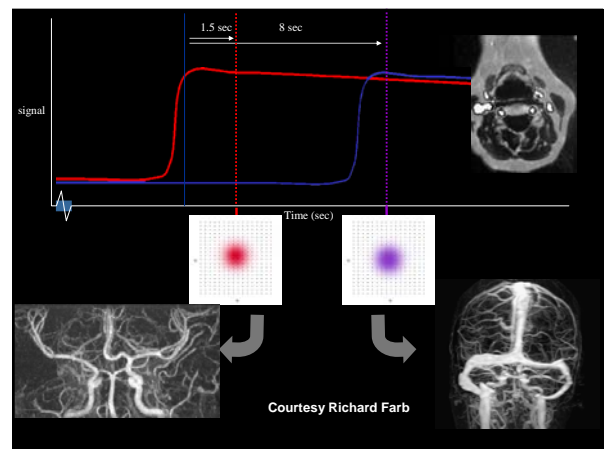 1.5 sec
8 sec
signal
Time (sec)
Courtesy Richard Farb